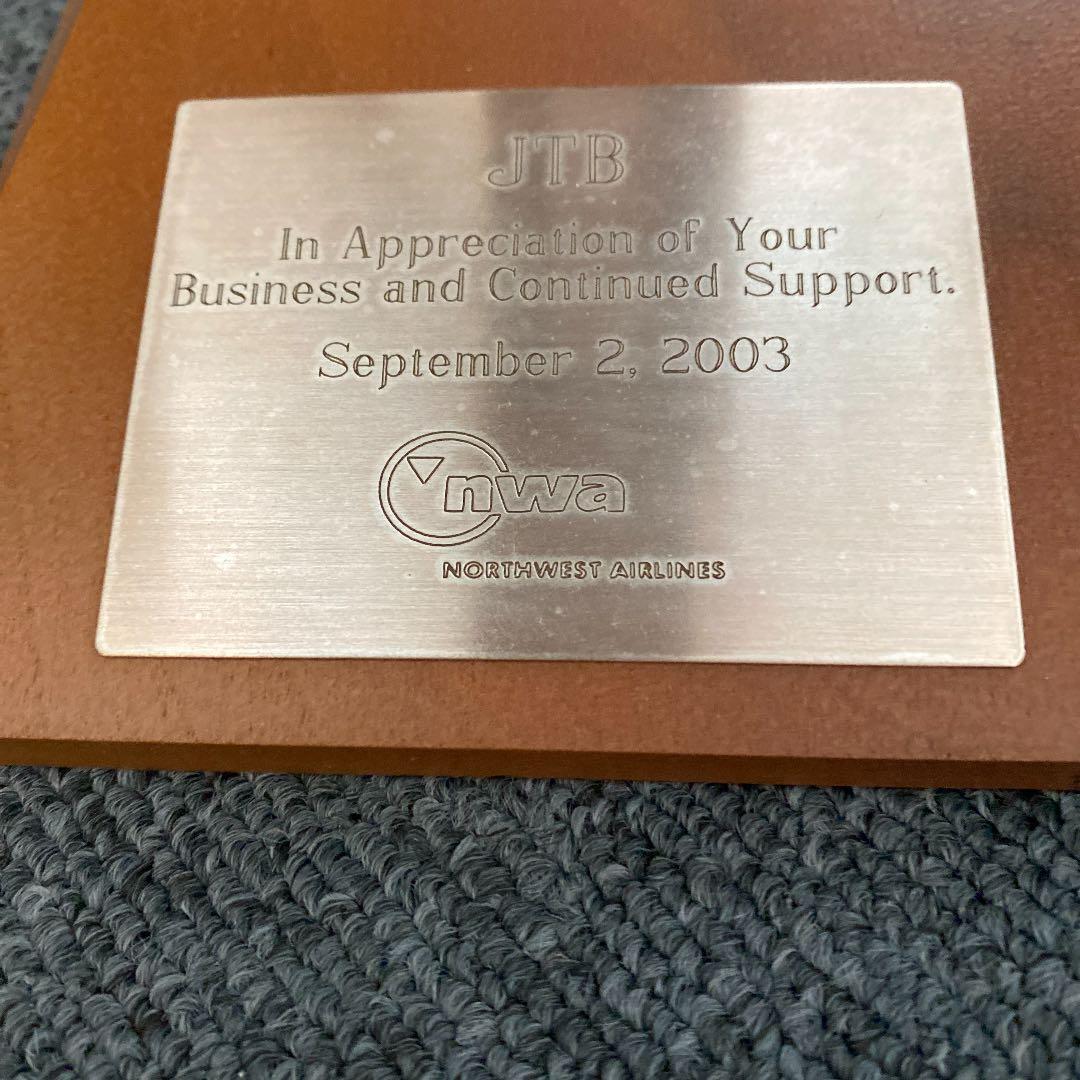 JTB
In Appreciation of Your
Business and Continued Support.
September 2, 2003
nwa
NORTHWEST AIRLINES